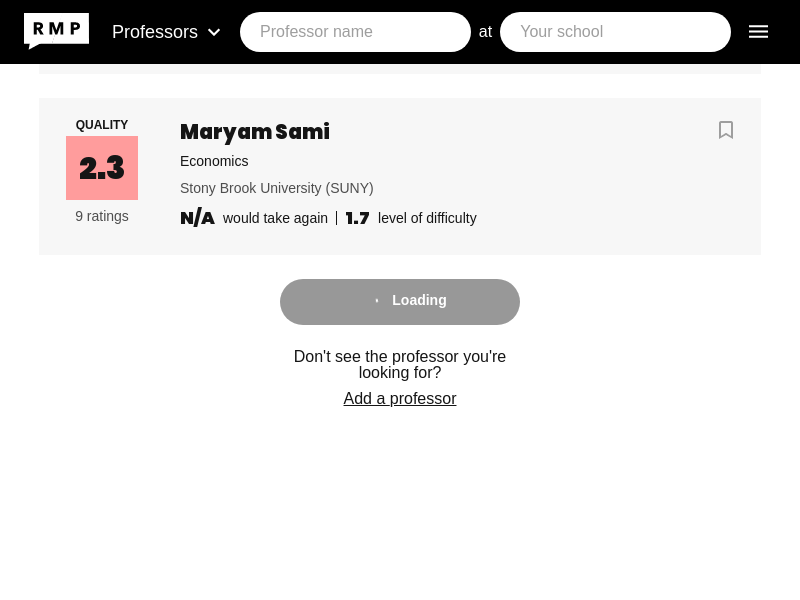 RMP Professors Professor name at Your school
QUALITY
2.3
9 ratings
Maryam Sami
Economics
Stony Brook University (SUNY)
N/A would take again 1.7 level of difficulty
Loading
Don't see the professor you're
looking for?
Add a professor